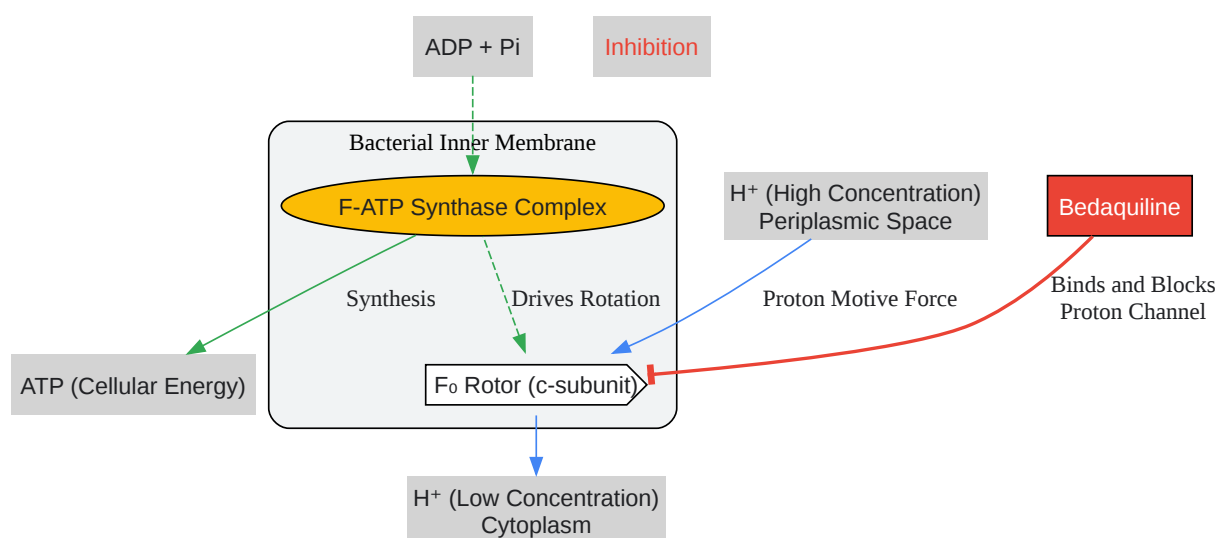 ADP + Pi
Inhibition
Bacterial Inner Membrane
F-ATP Synthase Complex
H⁺ (High Concentration)
Periplasmic Space
Bedaquiline
Synthesis
Drives Rotation
Proton Motive Force
Binds and Blocks
Proton Channel
ATP (Cellular Energy)
F₀ Rotor (c-subunit)
H⁺ (Low Concentration)
Cytoplasm